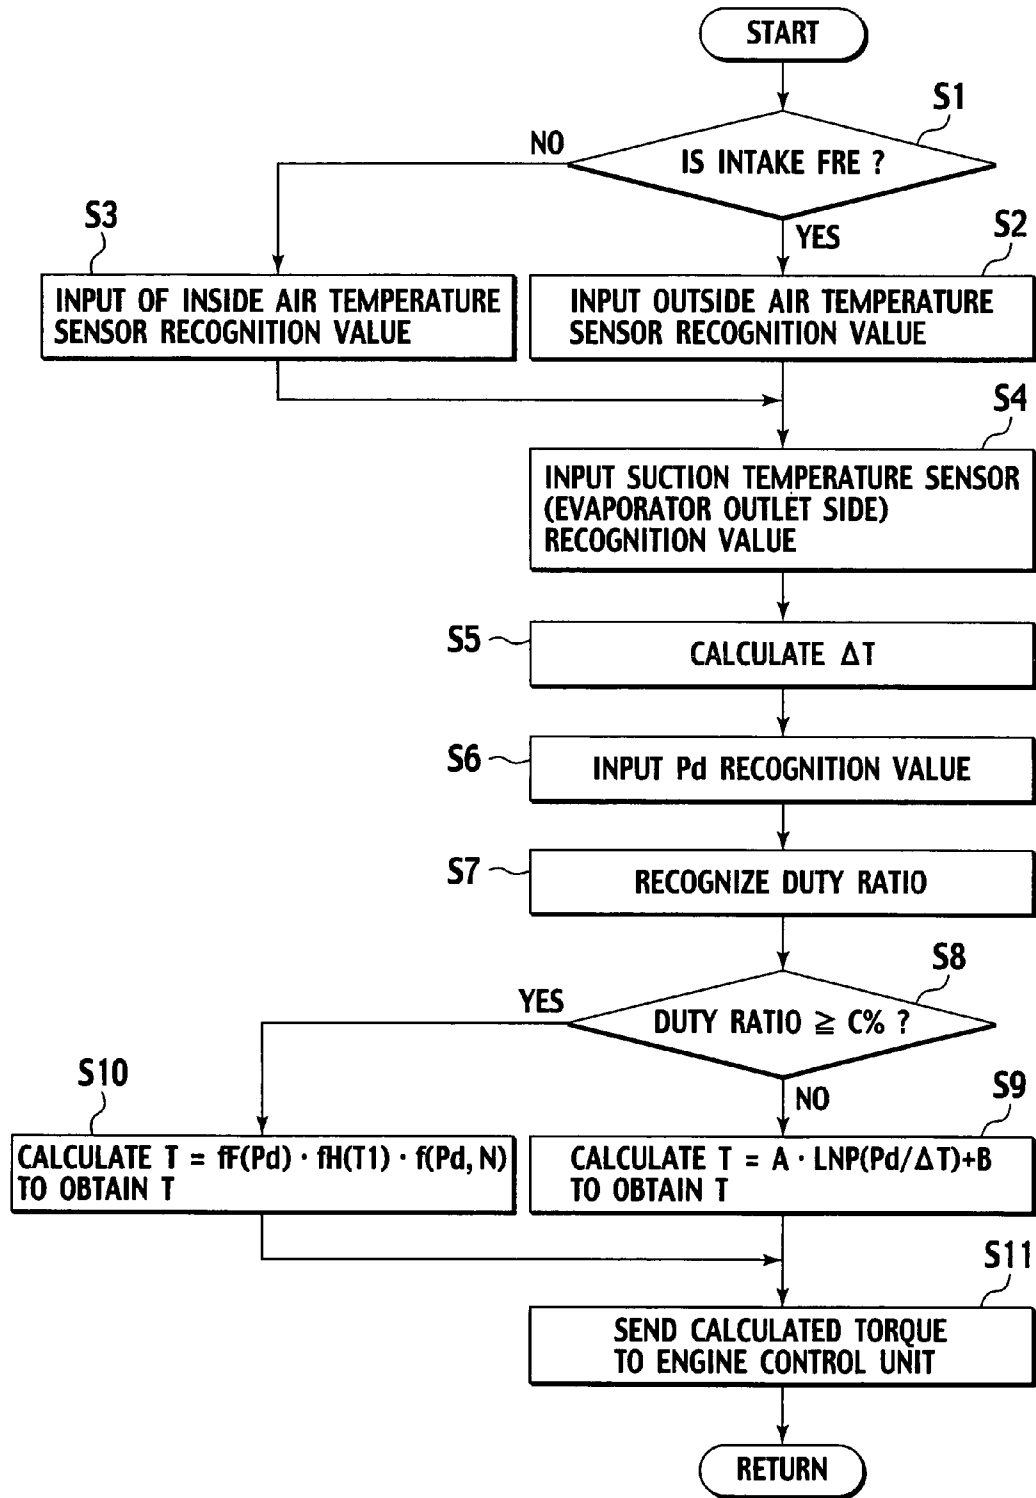 START
S1
IS INTAKE FRE ?
NO
YES
S3
S2
INPUT OF INSIDE AIR TEMPERATURE
SENSOR RECOGNITION VALUE
INPUT OUTSIDE AIR TEMPERATURE
SENSOR RECOGNITION VALUE
S4
INPUT SUCTION TEMPERATURE SENSOR
(EVAPORATOR OUTLET SIDE)
RECOGNITION VALUE
S5
CALCULATE ΔT
S6
INPUT Pd RECOGNITION VALUE
S7
RECOGNIZE DUTY RATIO
S8
DUTY RATIO ≧ C% ?
YES
NO
S10
S9
CALCULATE T = fF(Pd) · fH(T1) · f(Pd, N)
TO OBTAIN T
CALCULATE T = A · LNP(Pd/ΔT)+B
TO OBTAIN T
S11
SEND CALCULATED TORQUE
TO ENGINE CONTROL UNIT
RETURN